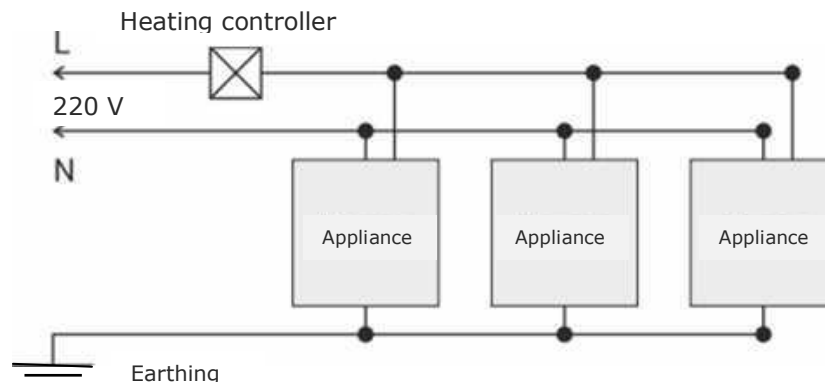 Heating controller
L
220 V
N
Appliance Appliance Appliance
Earthing